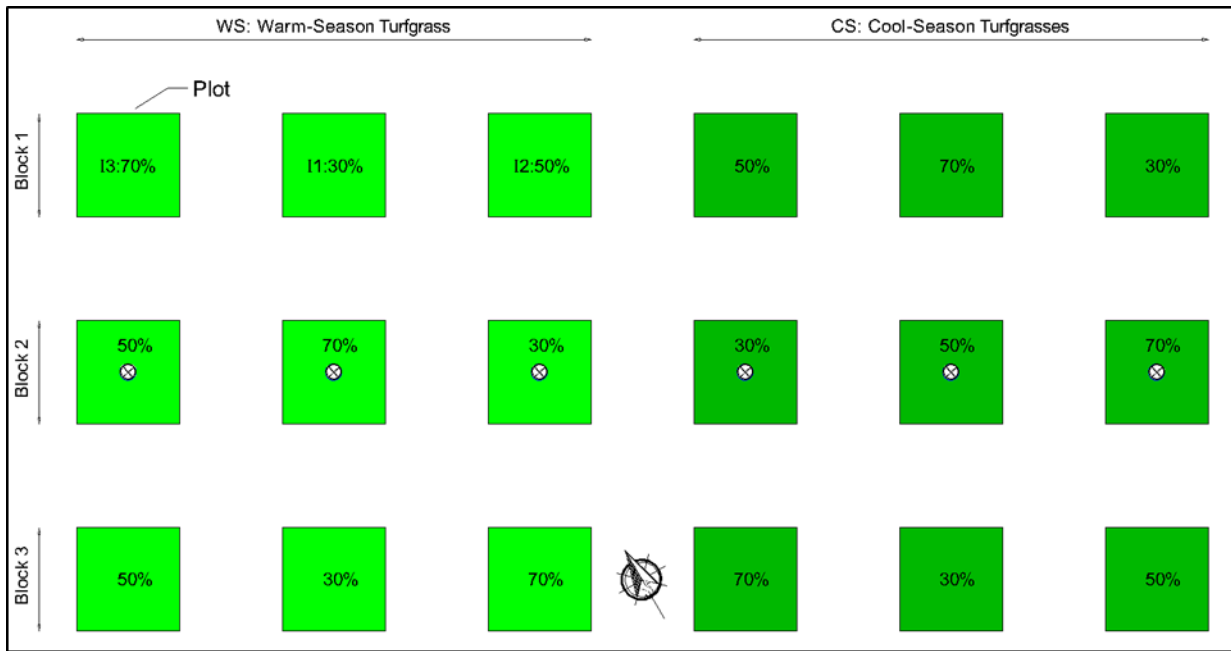 WS: Warm-Season Turfgrass
CS: Cool-Season Turfgrasses
Plot
Block 1
I3:70%
I1:30%
I2:50%
50%
70%
30%
Block 2
50%
70%
30%
30%
50%
70%
Block 3
50%
30%
70%
70%
30%
50%